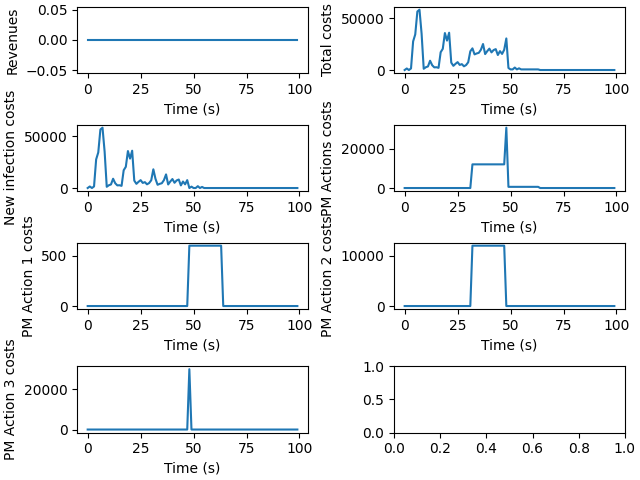 Revenues
0.05
0.00
−0.05
0 25 50 75 100
Time (s)
Total costs
50000
0
0 25 50 75 100
Time (s)
New infection costs
50000
0
0 25 50 75 100
Time (s)
PM Actions costs
20000
0
0 25 50 75 100
Time (s)
PM Action 1 costs
500
0
0 25 50 75 100
Time (s)
PM Action 2 costs
10000
0
0 25 50 75 100
Time (s)
PM Action 3 costs
20000
0
0 25 50 75 100
Time (s)
1.0
0.5
0.0
0.0 0.2 0.4 0.6 0.8 1.0